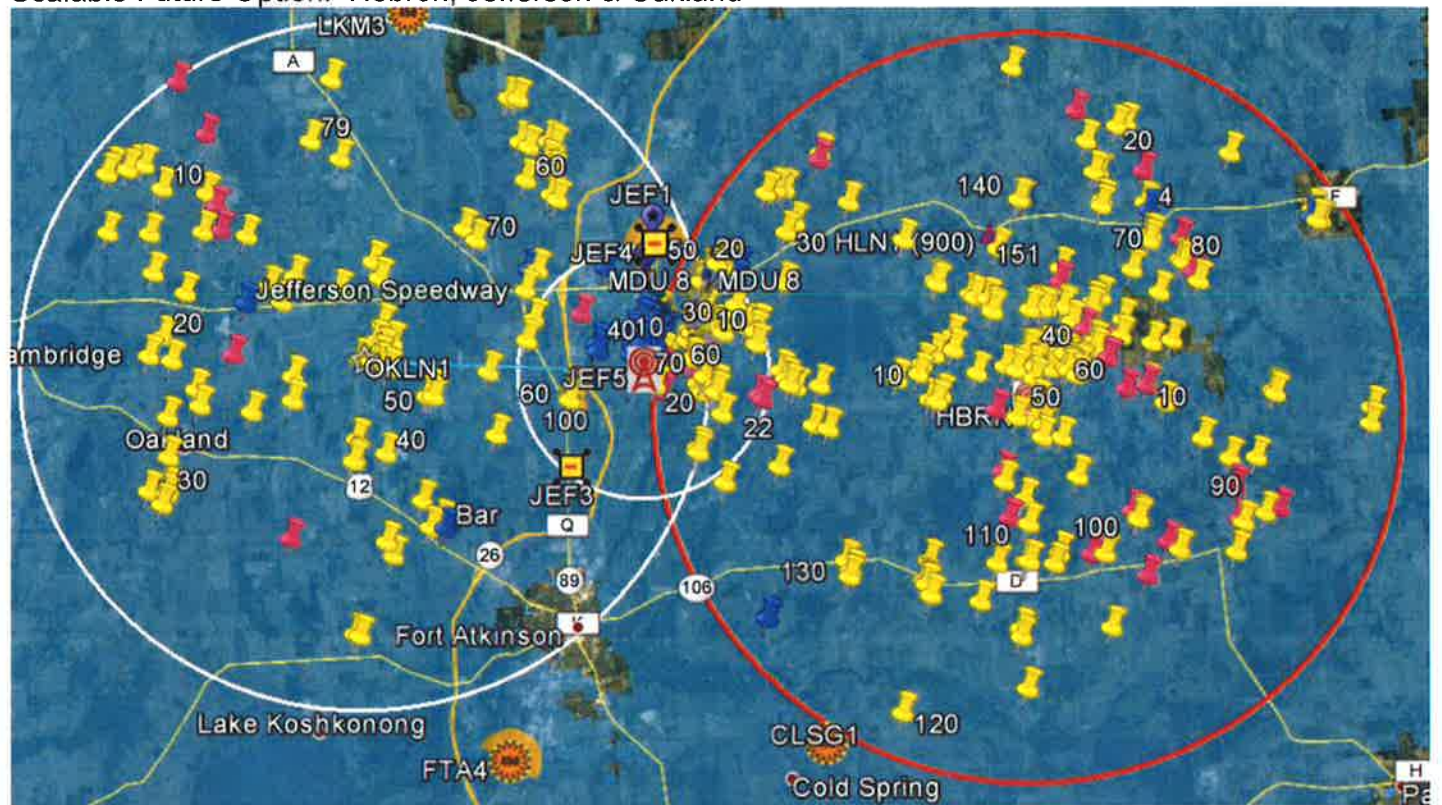 Scalable Future Option: Hebron, Jefferson & Oakland
LKM3
A
79
20
10
60
140
4
JEF1
F
70
JEF4
50
20
30 HLN1 (900)
70
80
151
MDU 8
MDU 8
Jefferson Speedway
30
10
20
40
10
40
ambridge
OKLN1
JEF5
70
60
10
60
50
60
100
20
22
HBRN
50
10
Oakland
40
30
12
JEF3
90
Bar
Q
110
100
26
89
130
D
106
Fort Atkinson
Lake Koshkonong
120
CLSG1
FTA4
Cold Spring
H
Pa